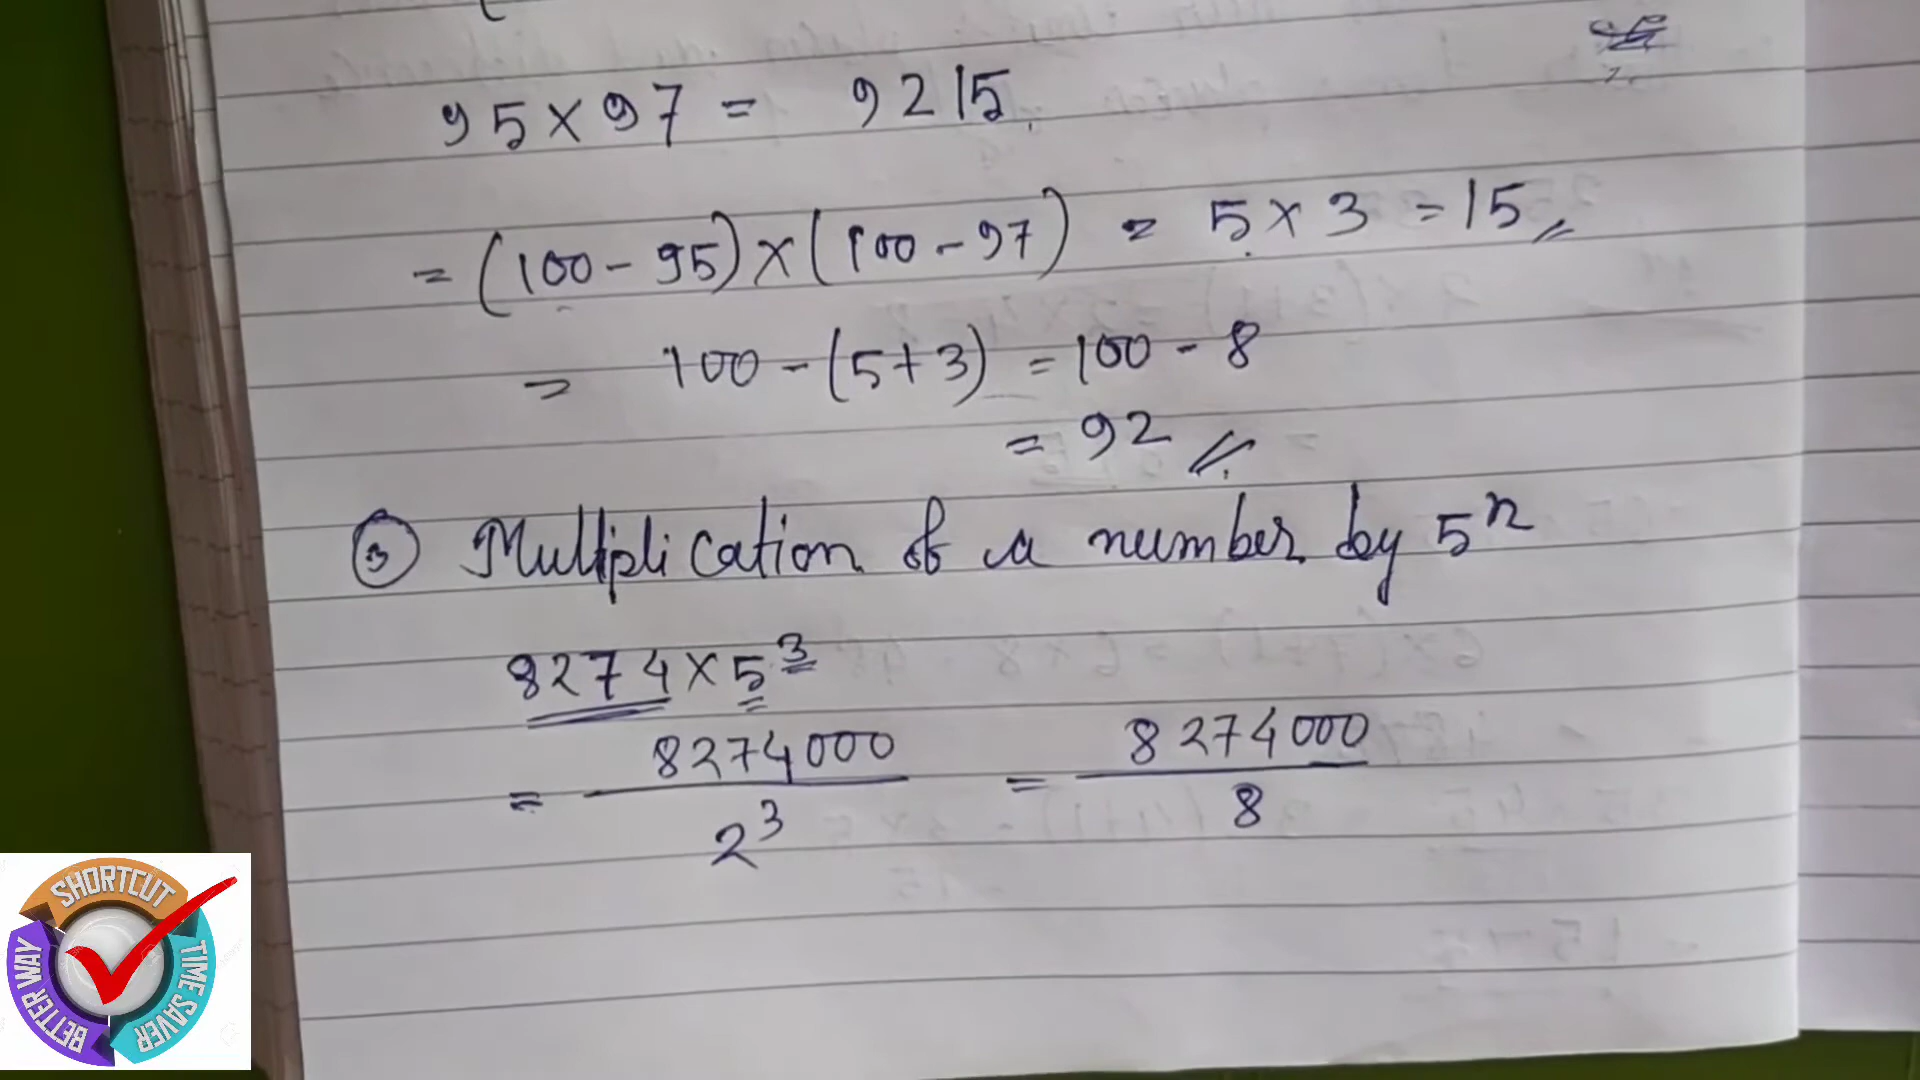 95 × 97 = 9215
= (100 - 95) × (100 - 97) = 5 × 3 = 15
= 100 - (5 + 3) = 100 - 8
= 92
③ Multiplication of a number by 5ⁿ
8274 × 5³
= 8274000 / 2³ = 8274000 / 8
SHORTCUT
TIME SAVER
BETTER WAY